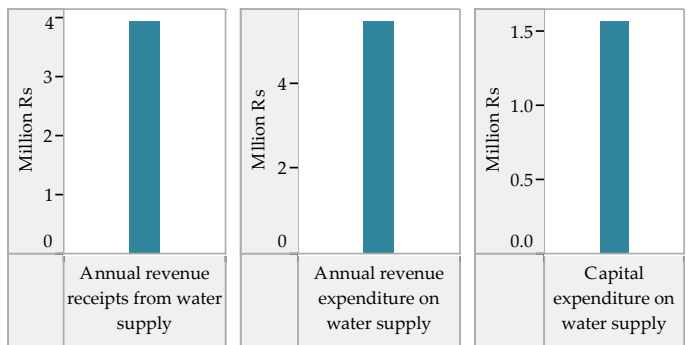 Million Rs
4
3
2
1
0
Annual revenue
receipts from water
supply
Mllion Rs
4
2
0
Annual revenue
expenditure on
water supply
Million Rs
1.5
1.0
0.5
0.0
Capital
expenditure on
water supply